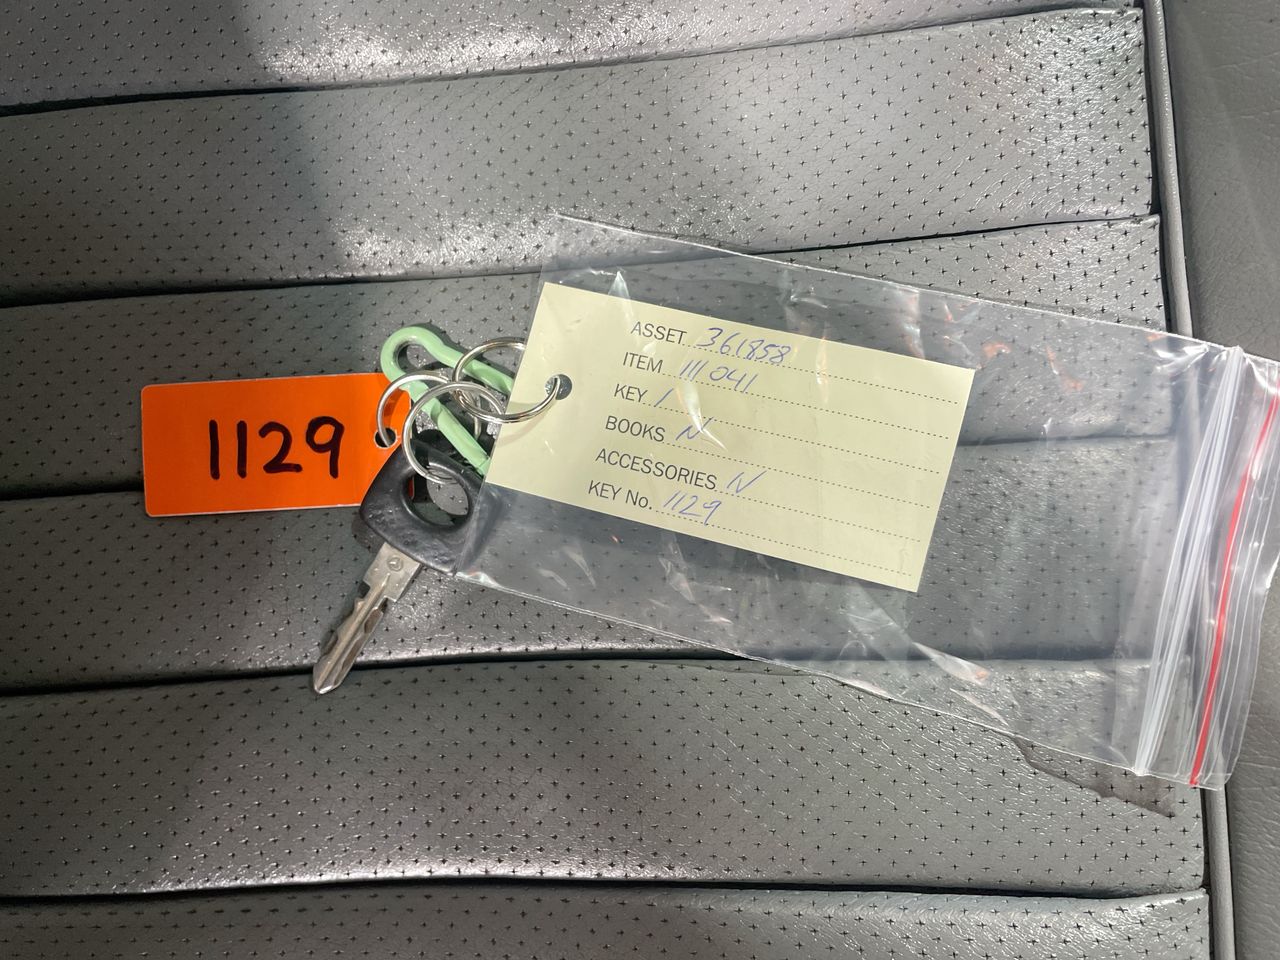 1129
ASSET 361858
ITEM 111041
KEY 1
BOOKS N
ACCESSORIES N
KEY No. 1129